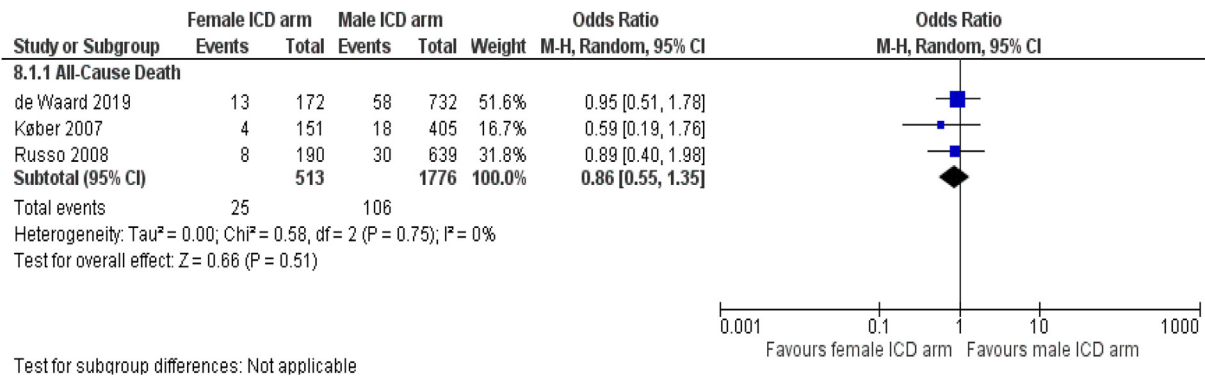 Female ICD arm Male ICD arm Odds Ratio Odds Ratio
Study or Subgroup Events Total Events Total Weight M-H, Random, 95% CI M-H, Random, 95% CI
8.1.1 All-Cause Death
de Waard 2019 13 172 58 732 51.6% 0.95 [0.51, 1.78]
Køber 2007 4 151 18 405 16.7% 0.59 [0.19, 1.76]
Russo 2008 8 190 30 639 31.8% 0.89 [0.40, 1.98]
Subtotal (95% CI) 513 1776 100.0% 0.86 [0.55, 1.35]
Total events 25 106
Heterogeneity: Tau² = 0.00; Chi² = 0.58, df = 2 (P = 0.75); I² = 0%
Test for overall effect: Z = 0.66 (P = 0.51)
0.001 0.1 1 10 1000
Favours female ICD arm Favours male ICD arm
Test for subgroup differences: Not applicable